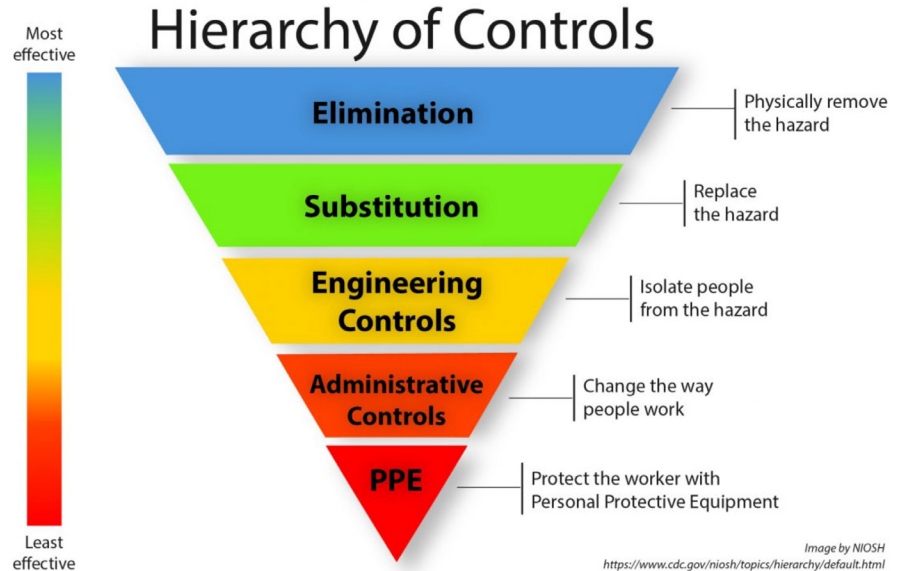 Hierarchy of Controls
Most
effective
Elimination
Physically remove
the hazard
Substitution
Replace
the hazard
Engineering
Controls
Isolate people
from the hazard
Administrative
Controls
Change the way
people work
PPE
Protect the worker with
Personal Protective Equipment
Least
effective
Image by NIOSH
https://www.cdc.gov/niosh/topics/hierarchy/default.html